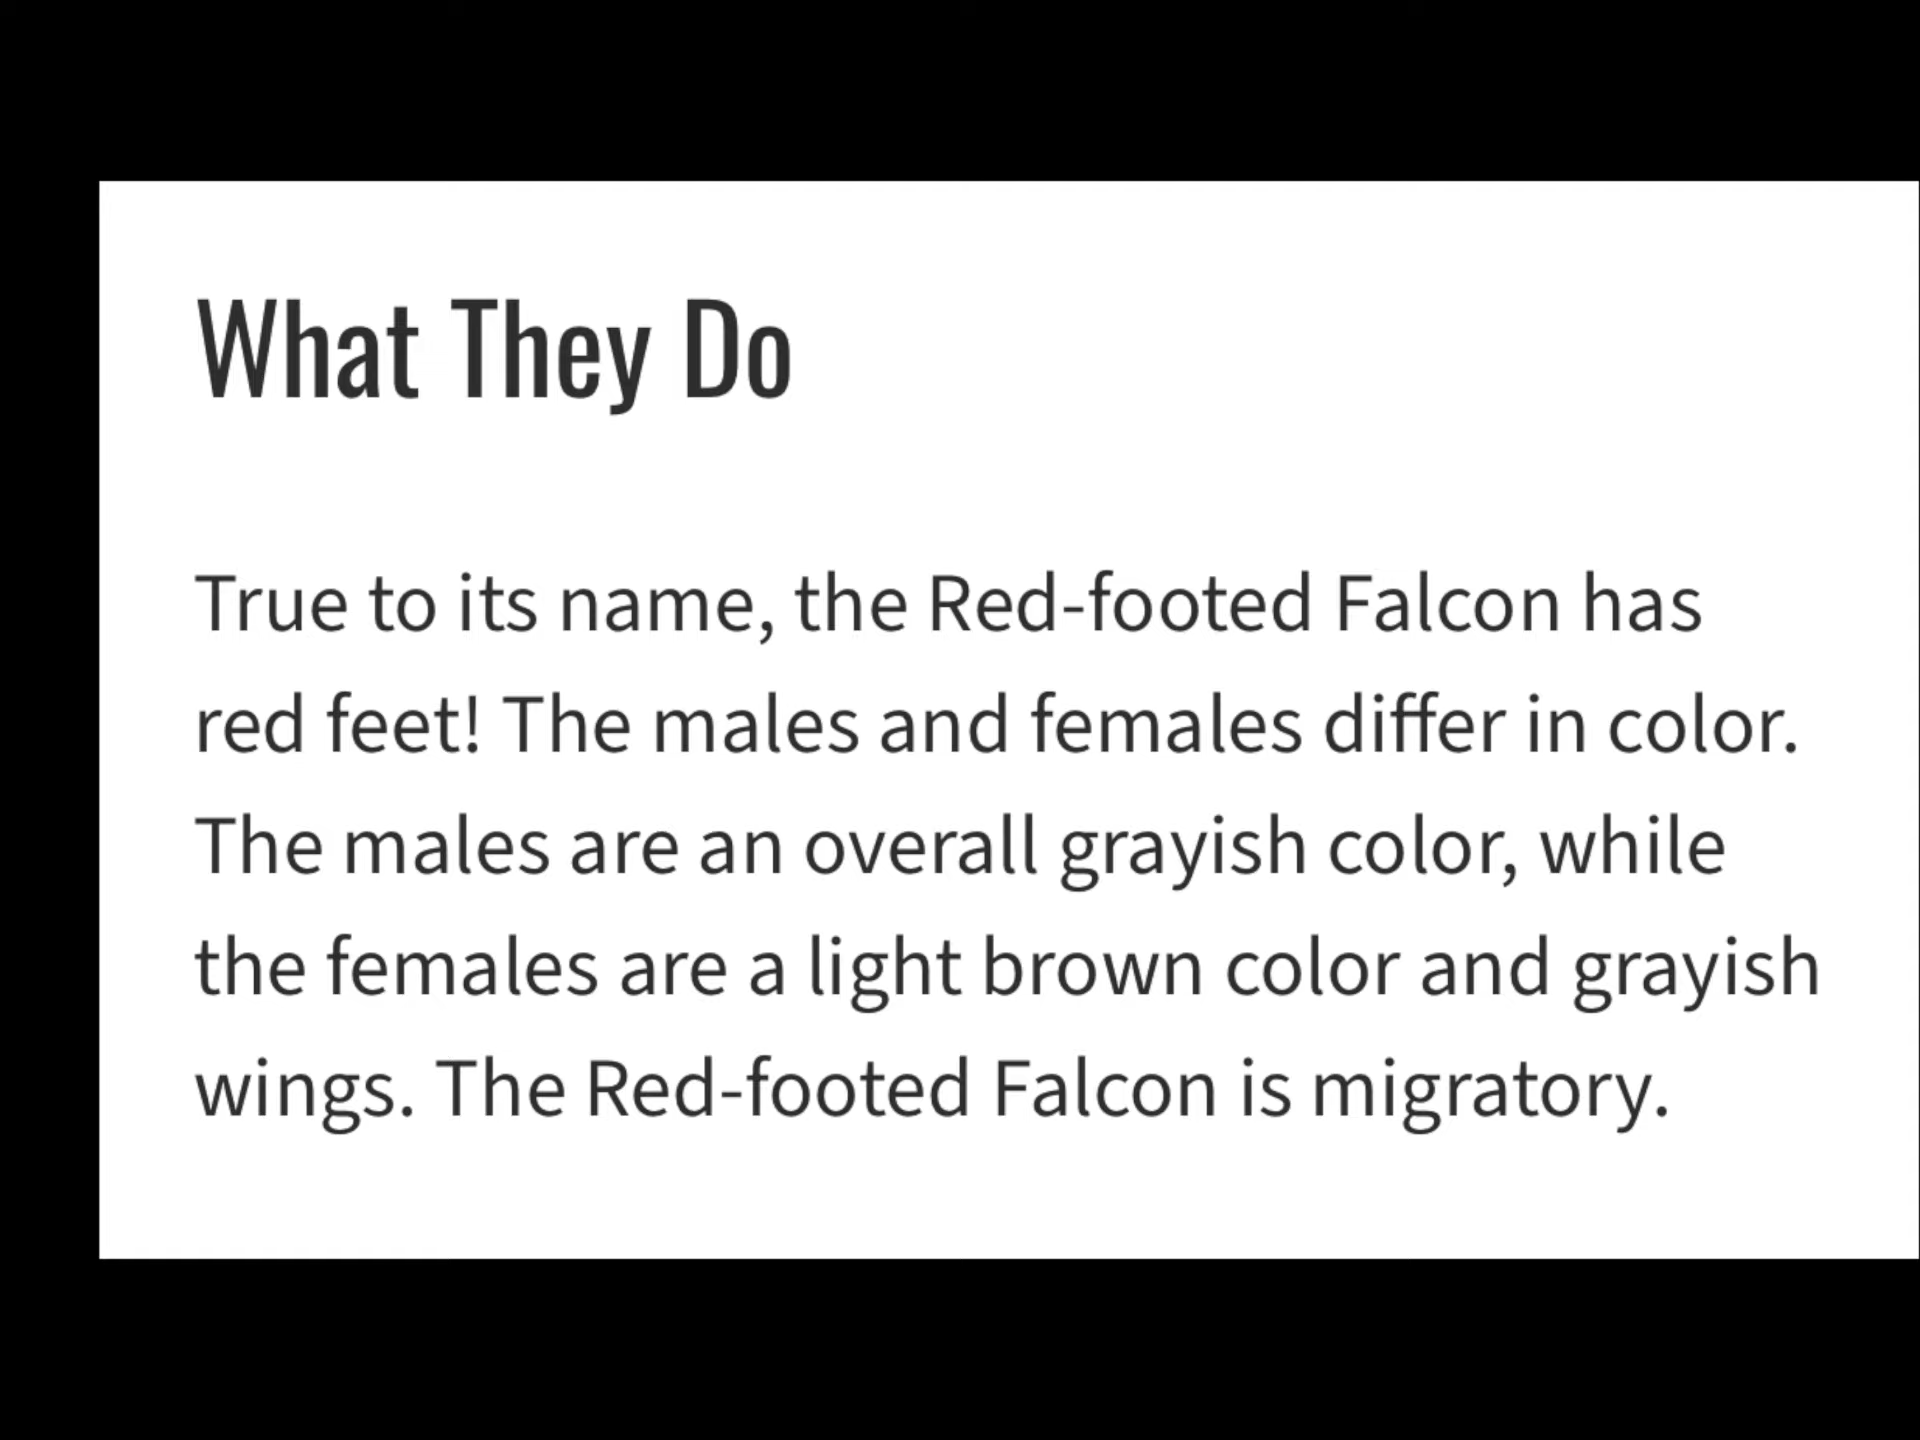 What They Do
True to its name, the Red-footed Falcon has
red feet! The males and females differ in color.
The males are an overall grayish color, while
the females are a light brown color and grayish
wings. The Red-footed Falcon is migratory.